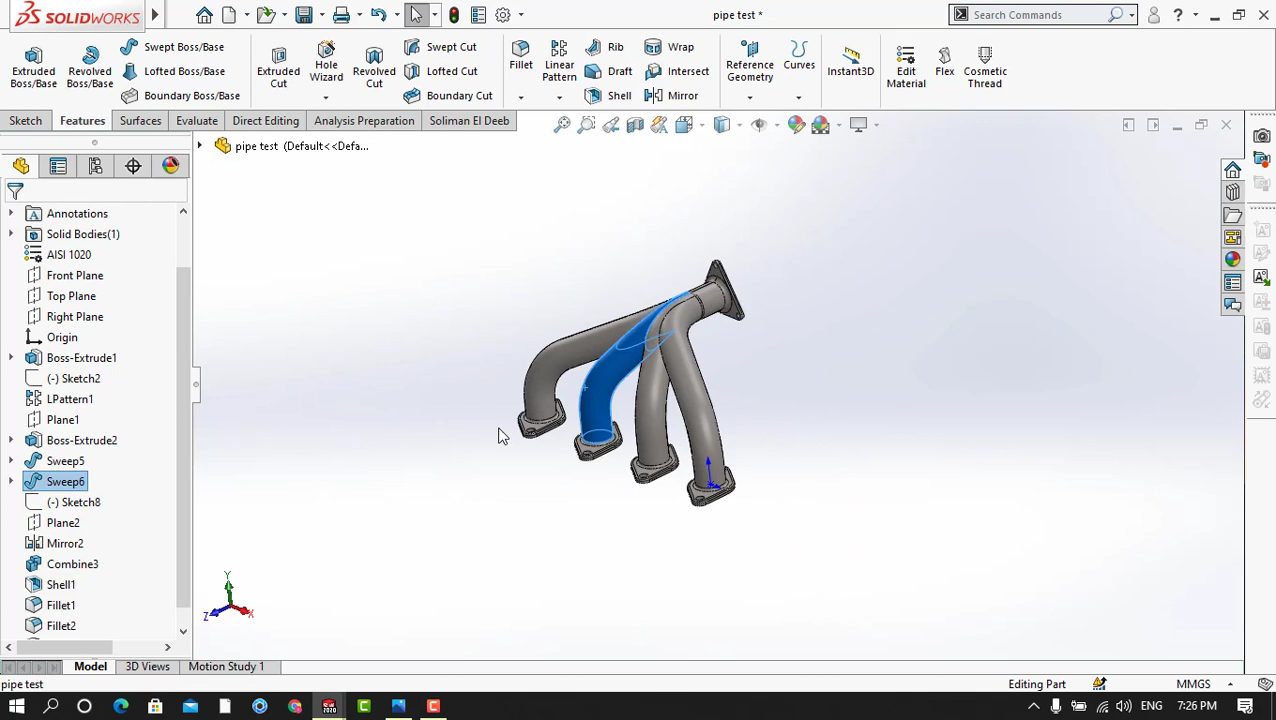 SOLIDWORKS
pipe test *
Search Commands
Extruded Boss/Base
Revolved Boss/Base
Swept Boss/Base
Lofted Boss/Base
Boundary Boss/Base
Extruded Cut
Hole Wizard
Revolved Cut
Swept Cut
Lofted Cut
Boundary Cut
Fillet
Linear Pattern
Rib
Draft
Shell
Wrap
Intersect
Mirror
Reference Geometry
Curves
Instant3D
Edit Material
Flex
Cosmetic Thread
Sketch
Features
Surfaces
Evaluate
Direct Editing
Analysis Preparation
Soliman El Deeb
pipe test (Default<<Defa...
Annotations
Solid Bodies(1)
AISI 1020
Front Plane
Top Plane
Right Plane
Origin
Boss-Extrude1
(-) Sketch2
LPattern1
Plane1
Boss-Extrude2
Sweep5
Sweep6
(-) Sketch8
Plane2
Mirror2
Combine3
Shell1
Fillet1
Fillet2
Y
Z
X
Model
3D Views
Motion Study 1
pipe test
Editing Part
MMGS
ENG
7:26 PM